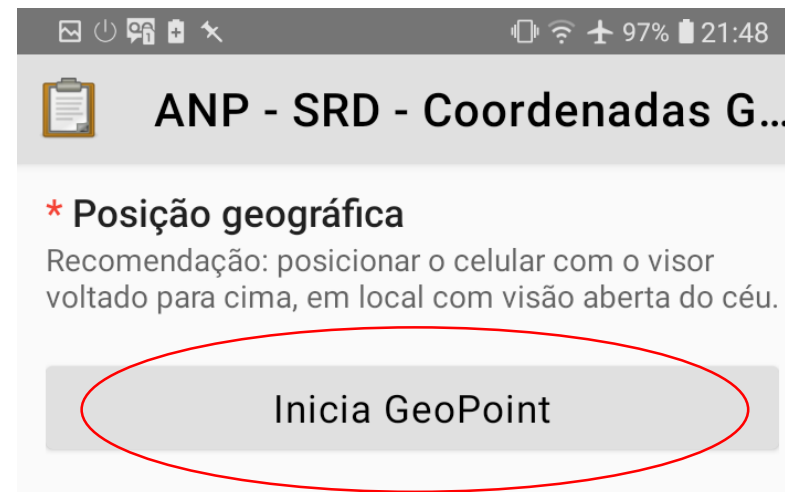 97% 21:48
ANP - SRD - Coordenadas G...
* Posição geográfica
Recomendação: posicionar o celular com o visor
voltado para cima, em local com visão aberta do céu.
Inicia GeoPoint